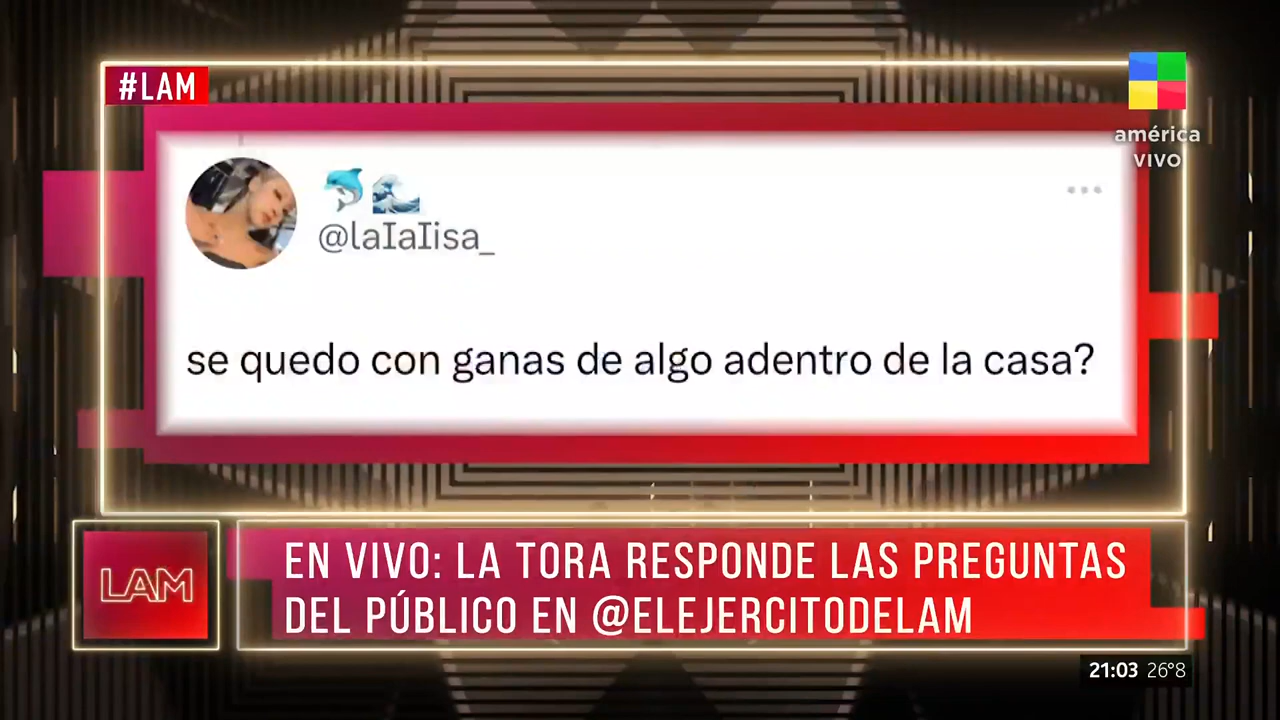 #LAM
américa
VIVO
@laIaIisa_
se quedo con ganas de algo adentro de la casa?
LAM
EN VIVO: LA TORA RESPONDE LAS PREGUNTAS
DEL PÚBLICO EN @ELEJERCITODELAM
21:03 26°8